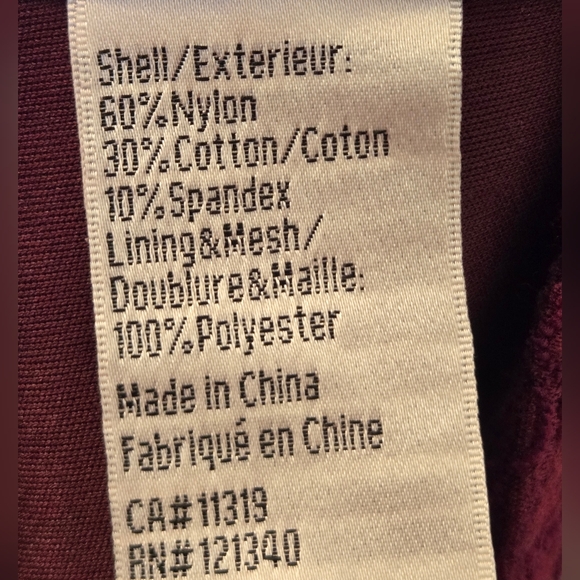 Shell/Exterieur:
60%Nylon
30%Cotton/Coton
10%Spandex
Lining&Mesh/
Doublure&Maille:
100%Polyester
Made in China
Fabriqué en Chine
CA#11319
RN#121340